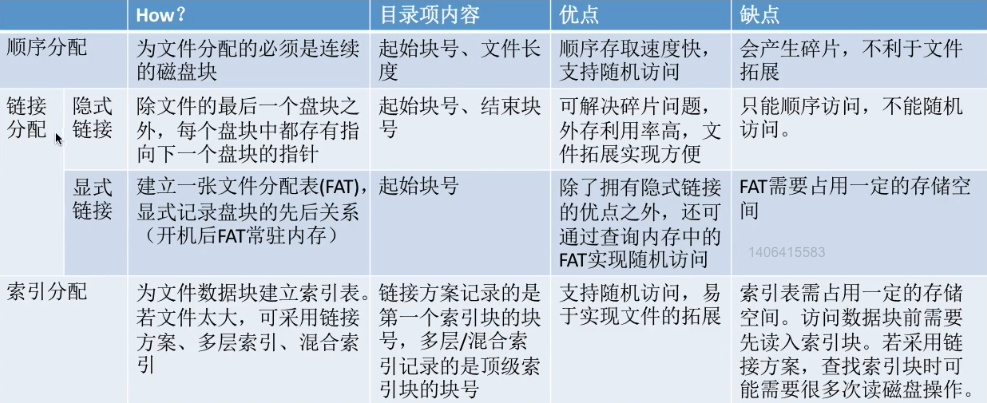 How?
目录项内容
优点
缺点
顺序分配
为文件分配的必须是连续
的磁盘块
起始块号、文件长
度
顺序存取速度快，
支持随机访问
会产生碎片，不利于文件
拓展
链接
分配
隐式
链接
除文件的最后一个盘块之
外，每个盘块中都存有指
向下一个盘块的指针
起始块号、结束块
号
可解决碎片问题，
外存利用率高，文
件拓展实现方便
只能顺序访问，不能随机
访问。
显式
链接
建立一张文件分配表(FAT)，
显式记录盘块的先后关系
（开机后FAT常驻内存）
起始块号
除了拥有隐式链接
的优点之外，还可
通过查询内存中的
FAT实现随机访问
FAT需要占用一定的存储空
间
1406415583
索引分配
为文件数据块建立索引表。
若文件太大，可采用链接
方案、多层索引、混合索
引
链接方案记录的是
第一个索引块的块
号，多层/混合索
引记录的是顶级索
引块的块号
支持随机访问，易
于实现文件的拓展
索引表需占用一定的存储
空间。访问数据块前需要
先读入索引块。若采用链
接方案，查找索引块时可
能需要很多次读磁盘操作。